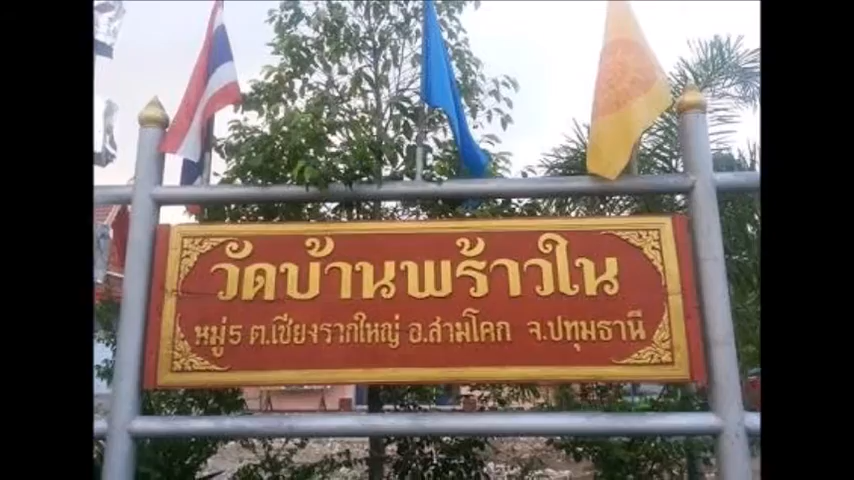 วัดบ้านพร้าวใน
หมู่ ๕ ต.เชียงรากใหญ่ อ.สามโคก จ.ปทุมธานี